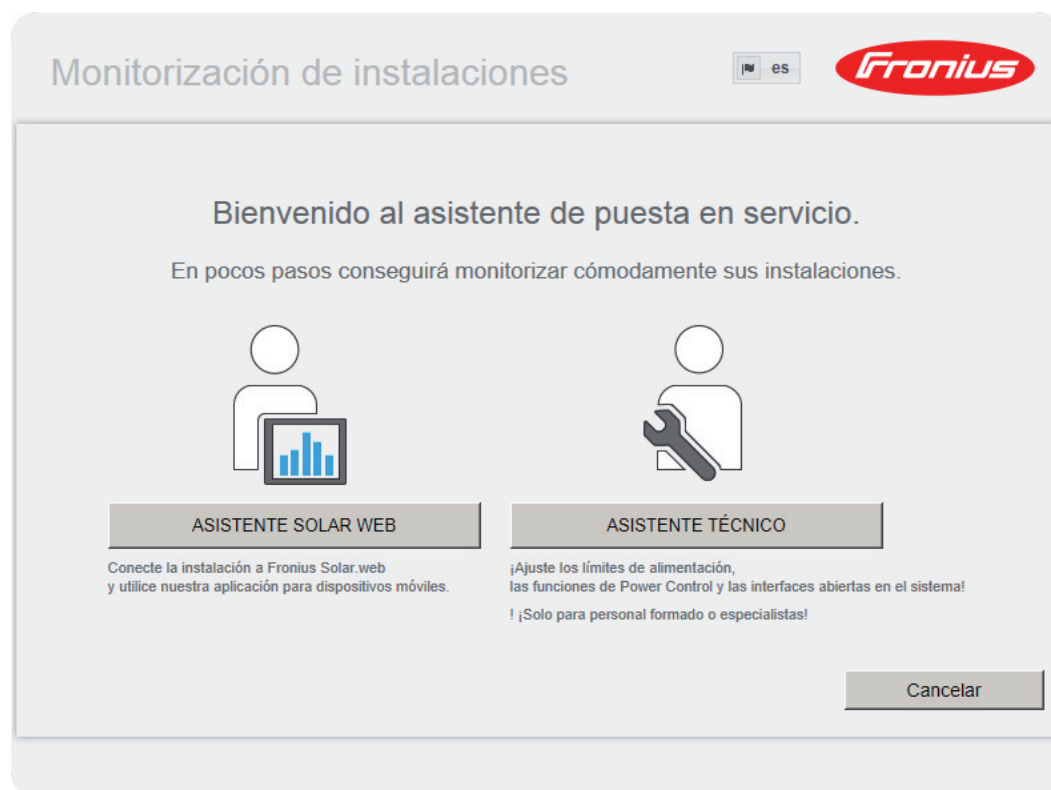 Monitorización de instalaciones
es
Fronius
Bienvenido al asistente de puesta en servicio.
En pocos pasos conseguirá monitorizar cómodamente sus instalaciones.
ASISTENTE SOLAR WEB
Conecte la instalación a Fronius Solar.web
y utilice nuestra aplicación para dispositivos móviles.
ASISTENTE TÉCNICO
¡Ajuste los límites de alimentación,
las funciones de Power Control y las interfaces abiertas en el sistema!
! ¡Solo para personal formado o especialistas!
Cancelar